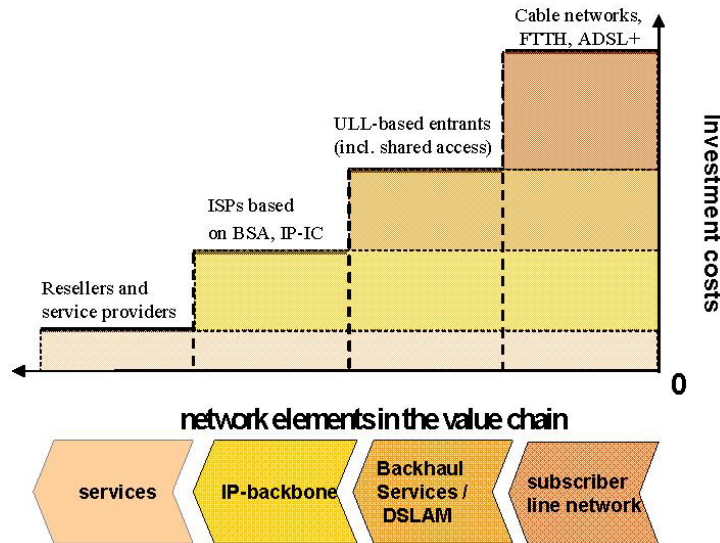 Cable networks,
FTTH, ADSL+
ULL-based entrants
(incl. shared access)
ISPs based
on BSA, IP-IC
Resellers and
service providers
Investment costs
0
network elements in the value chain
services
IP-backbone
Backhaul
Services /
DSLAM
subscriber
line network